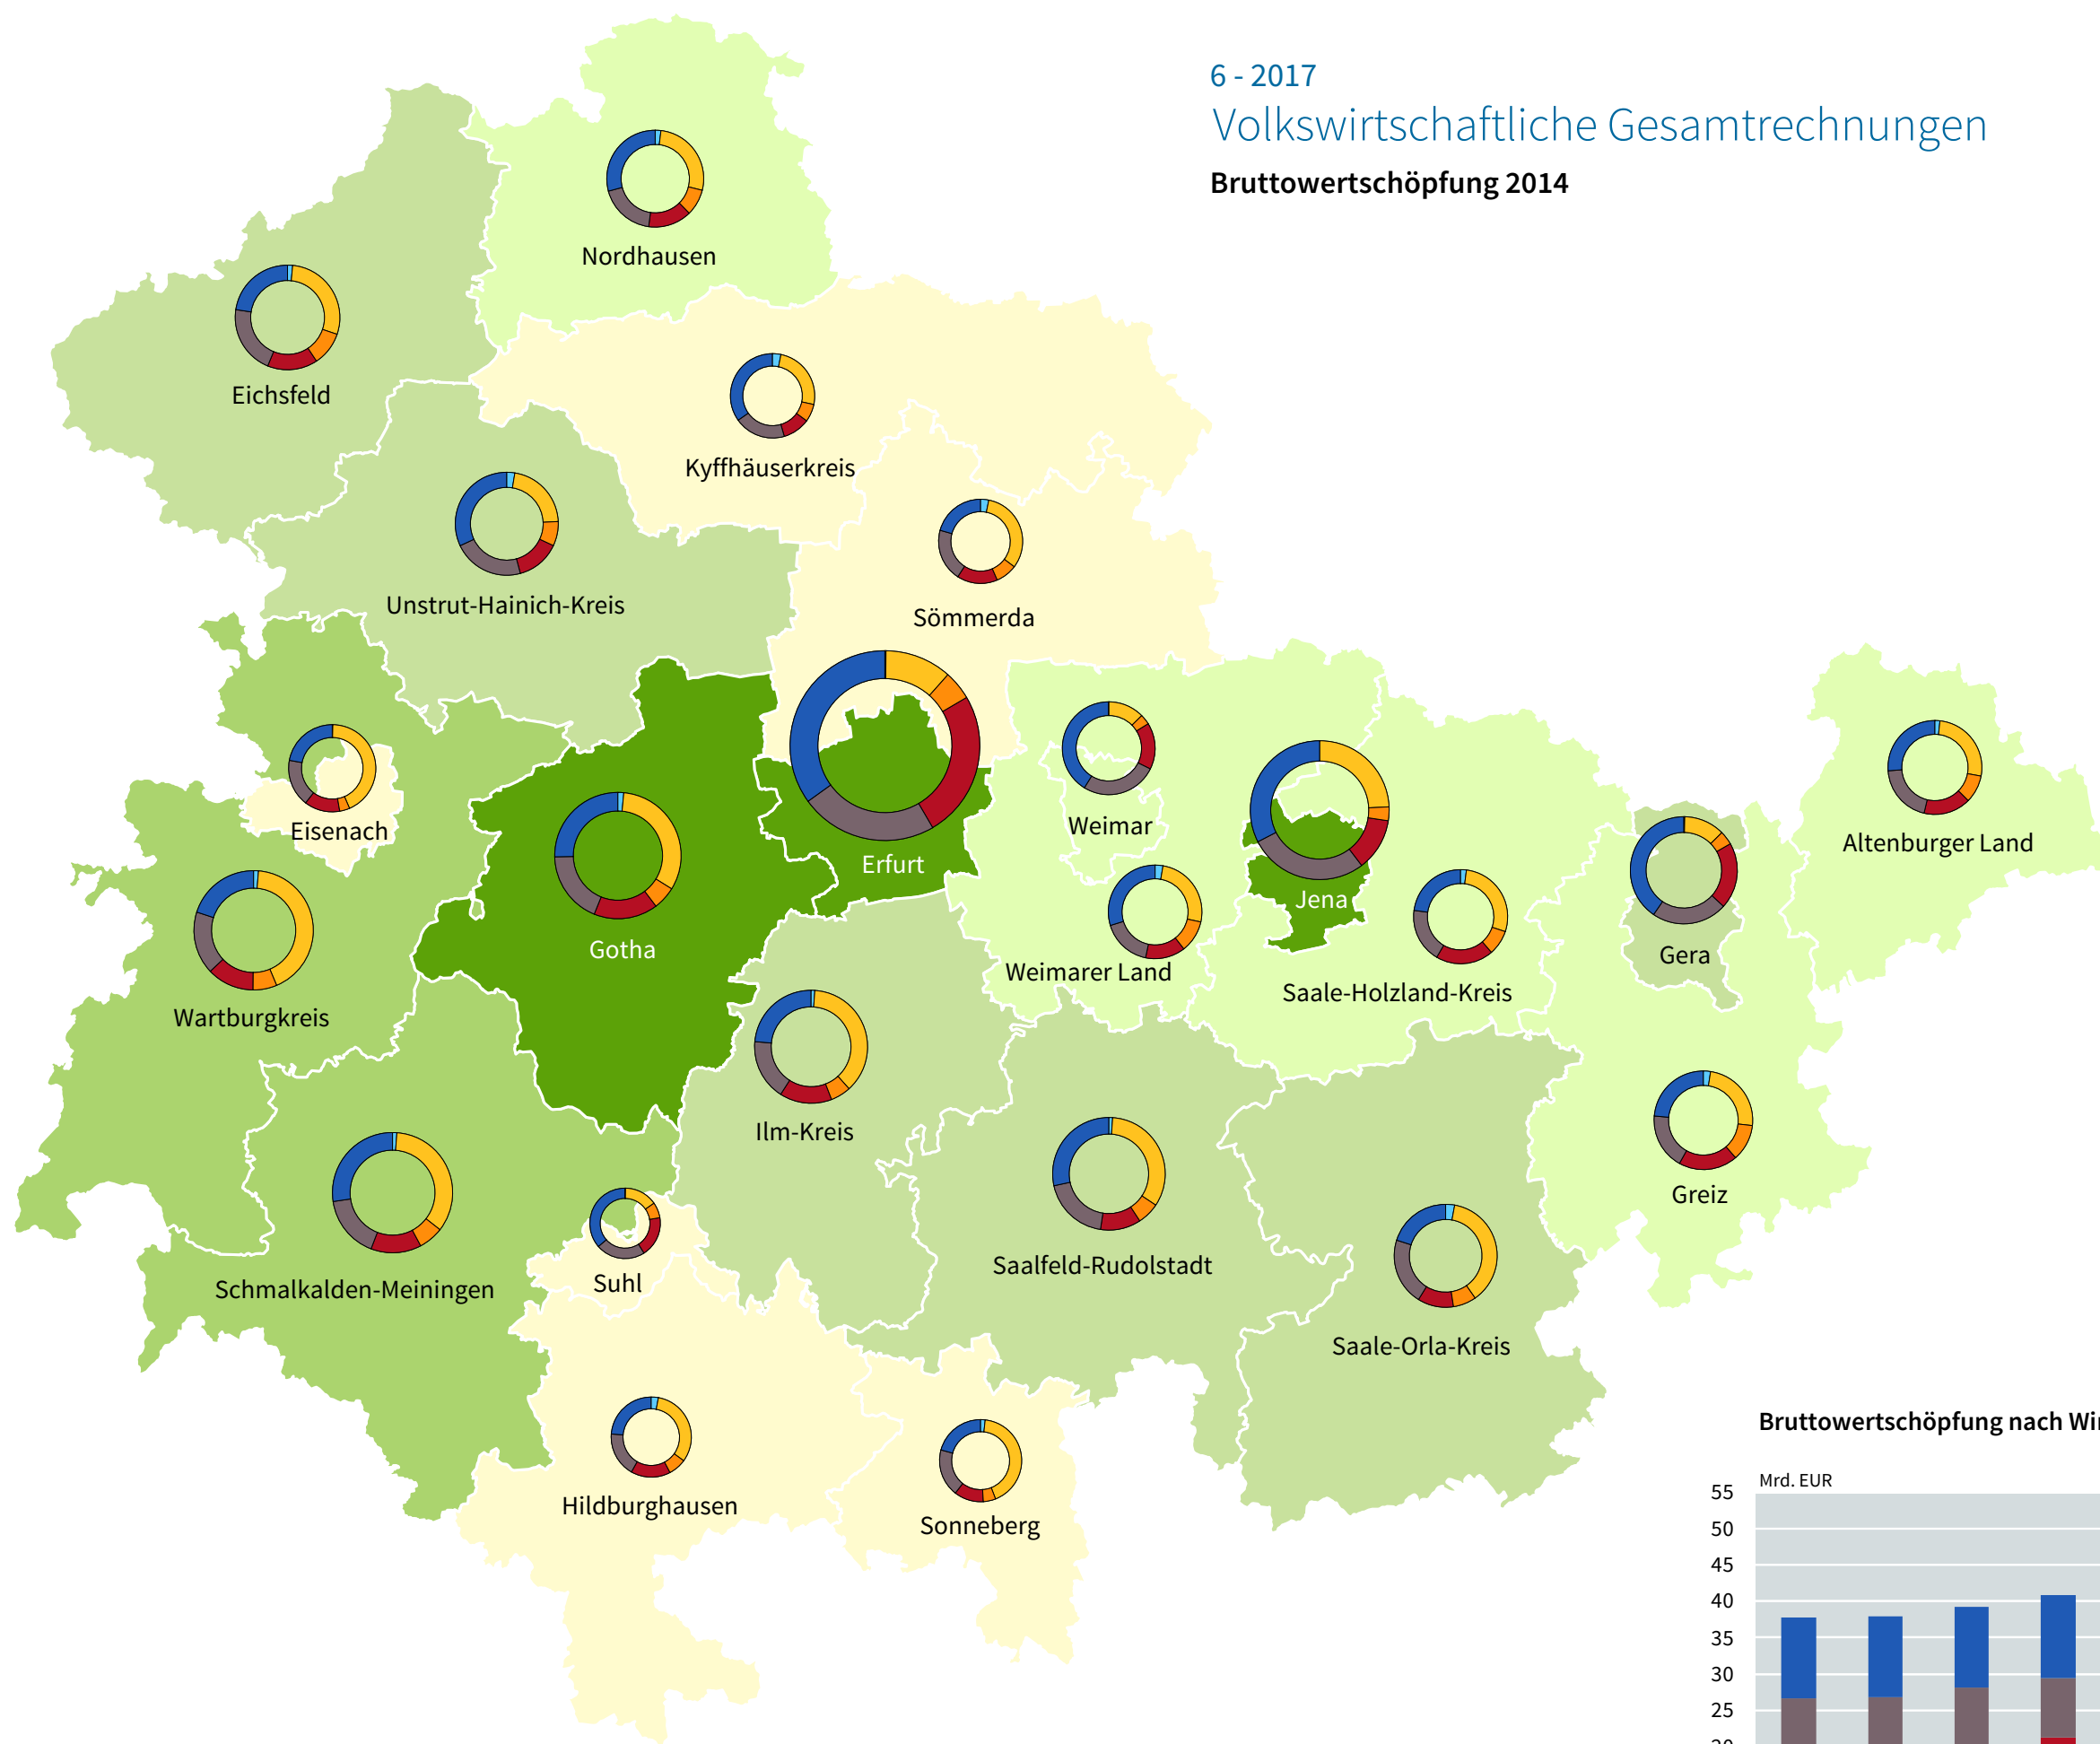 6 - 2017
Volkswirtschaftliche Gesamtrechnungen
Bruttowertschöpfung 2014
Nordhausen
Eichsfeld
Kyffhäuserkreis
Unstrut-Hainich-Kreis
Sömmerda
Eisenach
Weimar
Altenburger Land
Erfurt
Jena
Gotha
Gera
Weimarer Land
Saale-Holzland-Kreis
Wartburgkreis
Ilm-Kreis
Greiz
Saalfeld-Rudolstadt
Suhl
Schmalkalden-Meiningen
Saale-Orla-Kreis
Hildburghausen
Sonneberg
Bruttowertschöpfung nach
Mrd. EUR
55
50
45
40
35
30
25